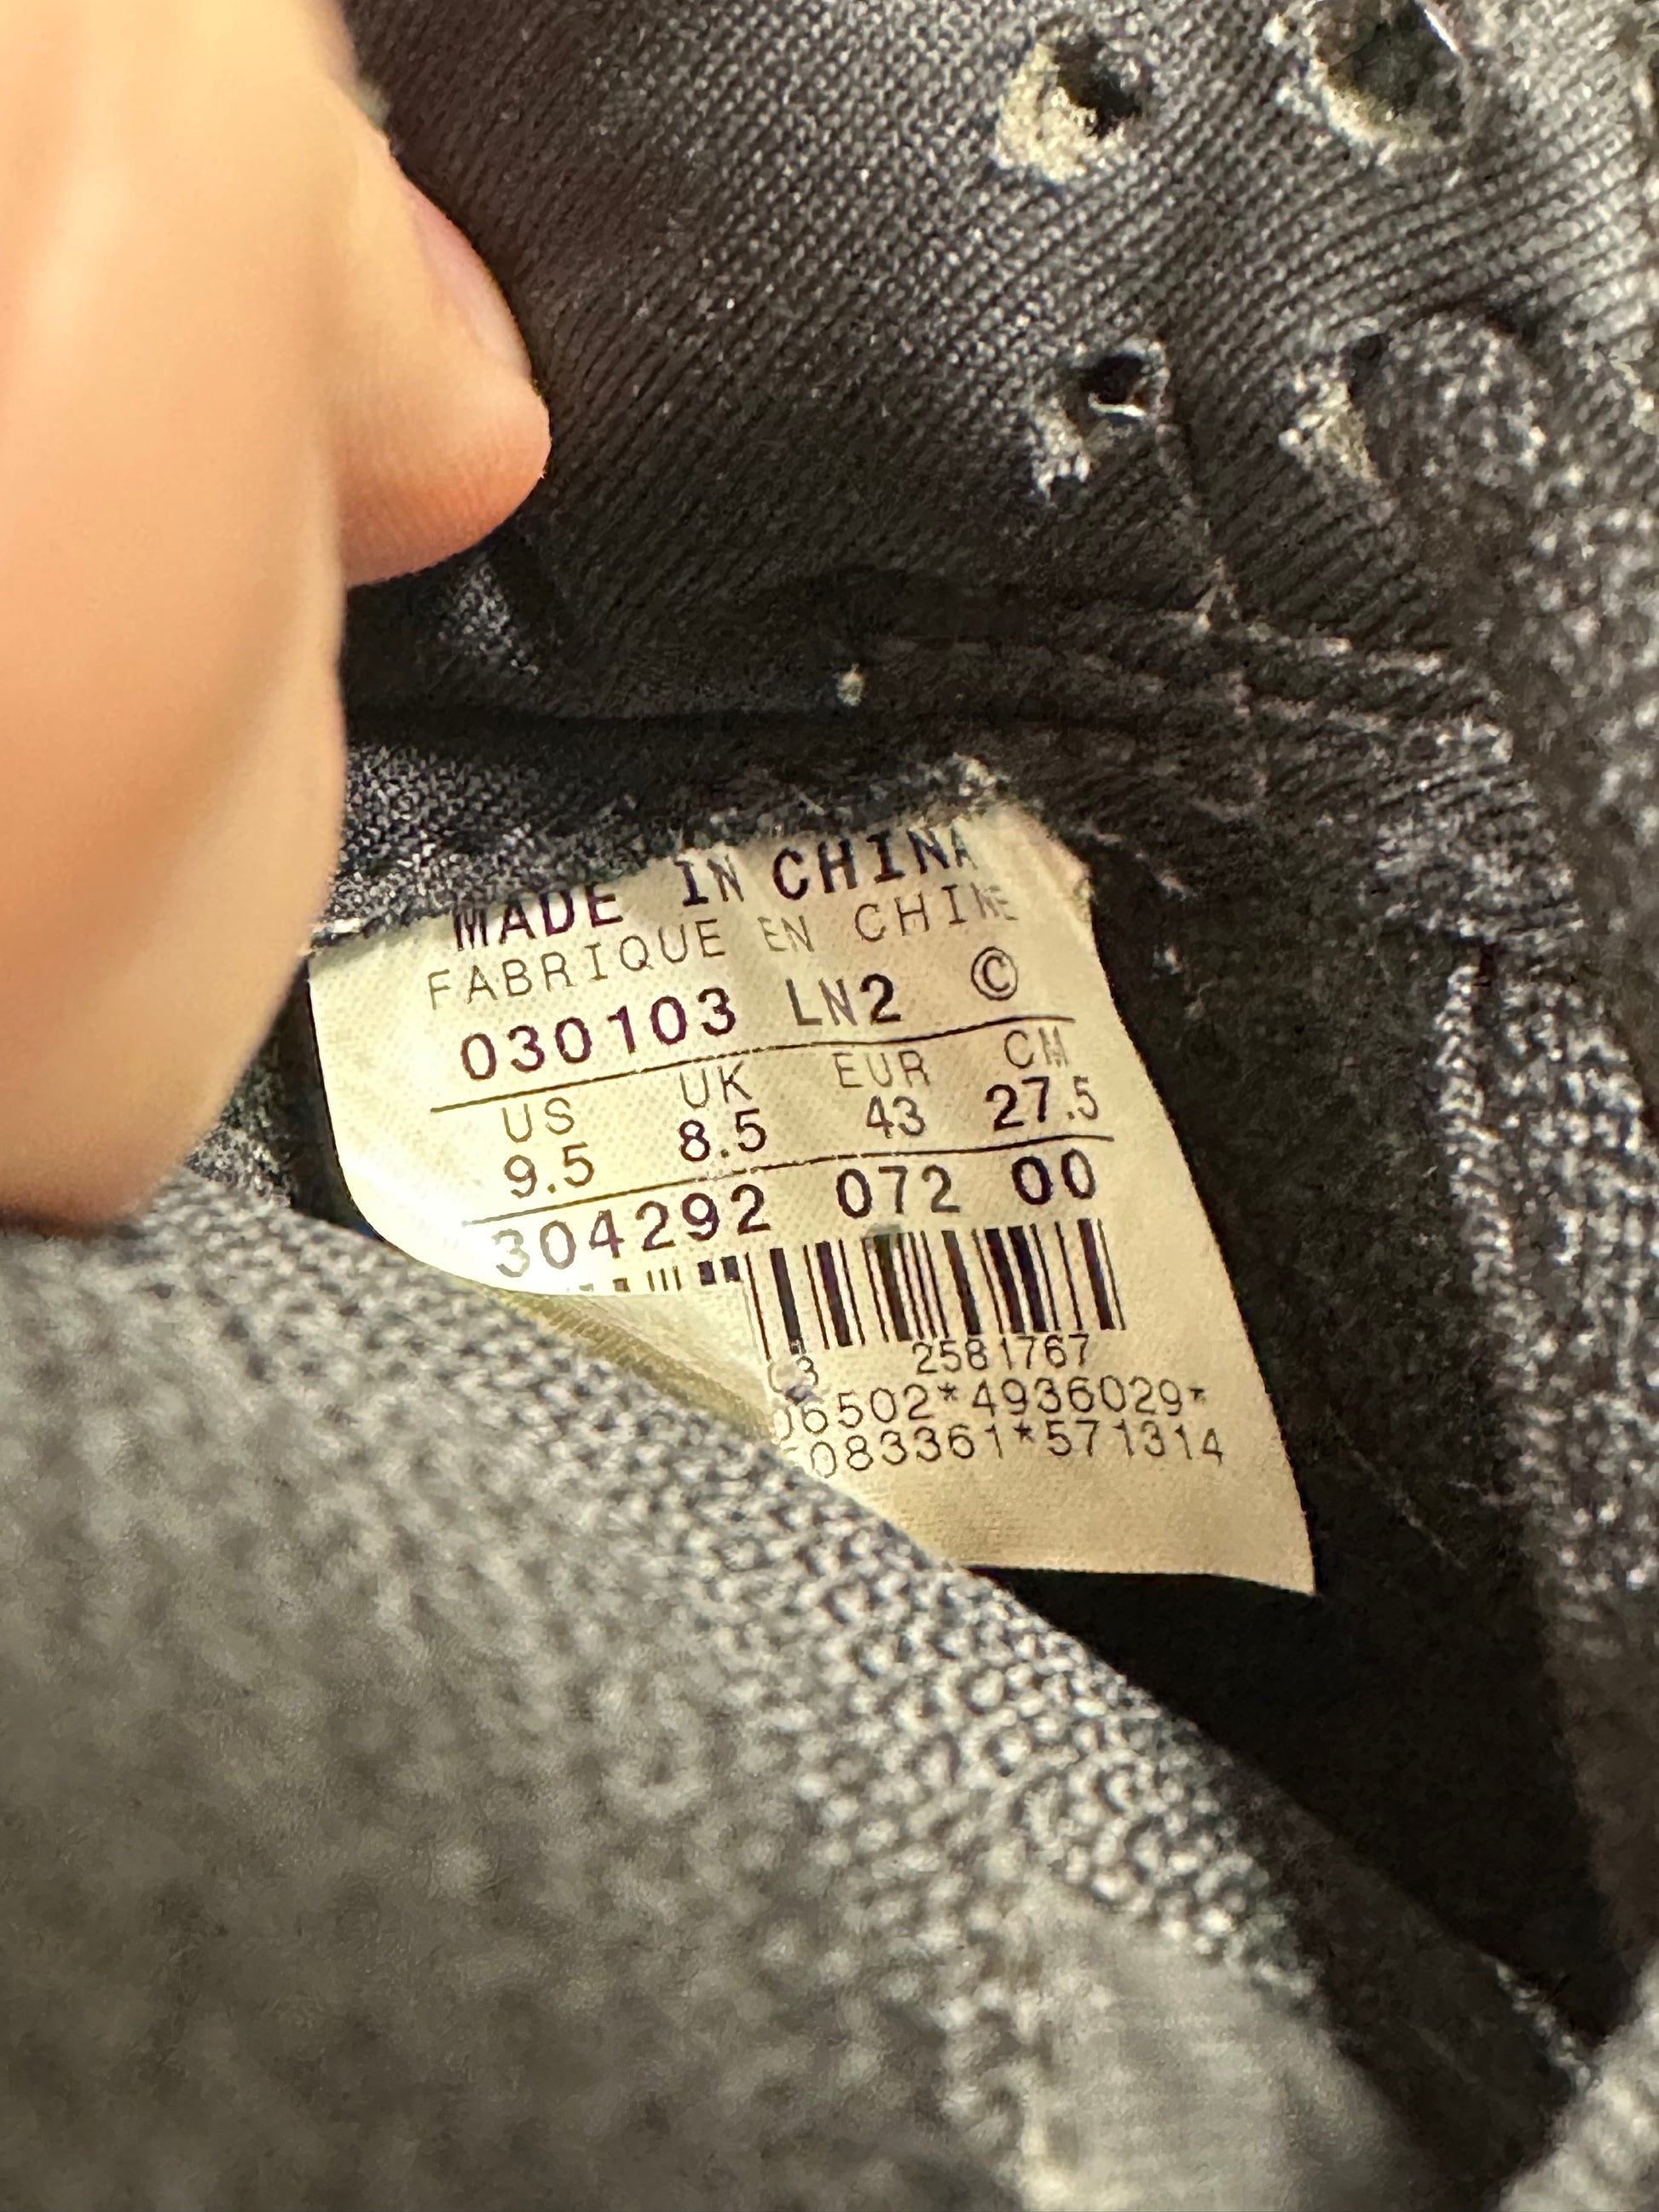 MADE IN CHINA
FABRIQUE EN CHINE
030103 LN2 ©
US UK EUR CM
9.5 8.5 43 27.5
304292 072 00
2581767
06502*4936029*
083361*571314